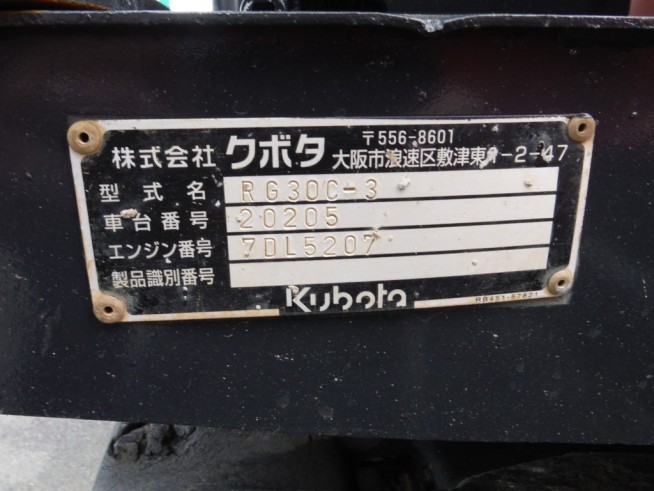 〒556-8601
株式会社 クボタ 大阪市浪速区敷津東1-2-47
型式名 RG30C-3
車台番号 20205
エンジン番号 7DL5207
製品識別番号
Kubota